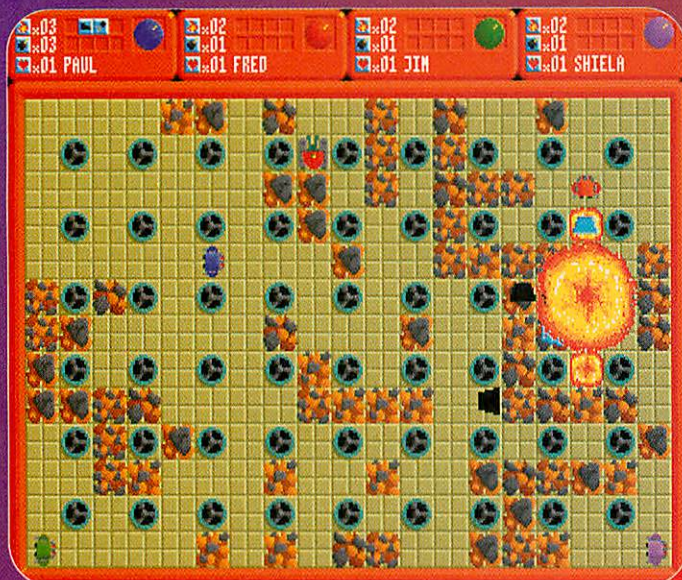 x03
x03
x01 PAUL
x02
x01
x01 FRED
x02
x01
x01 JIM
x02
x01
x01 SHIELA